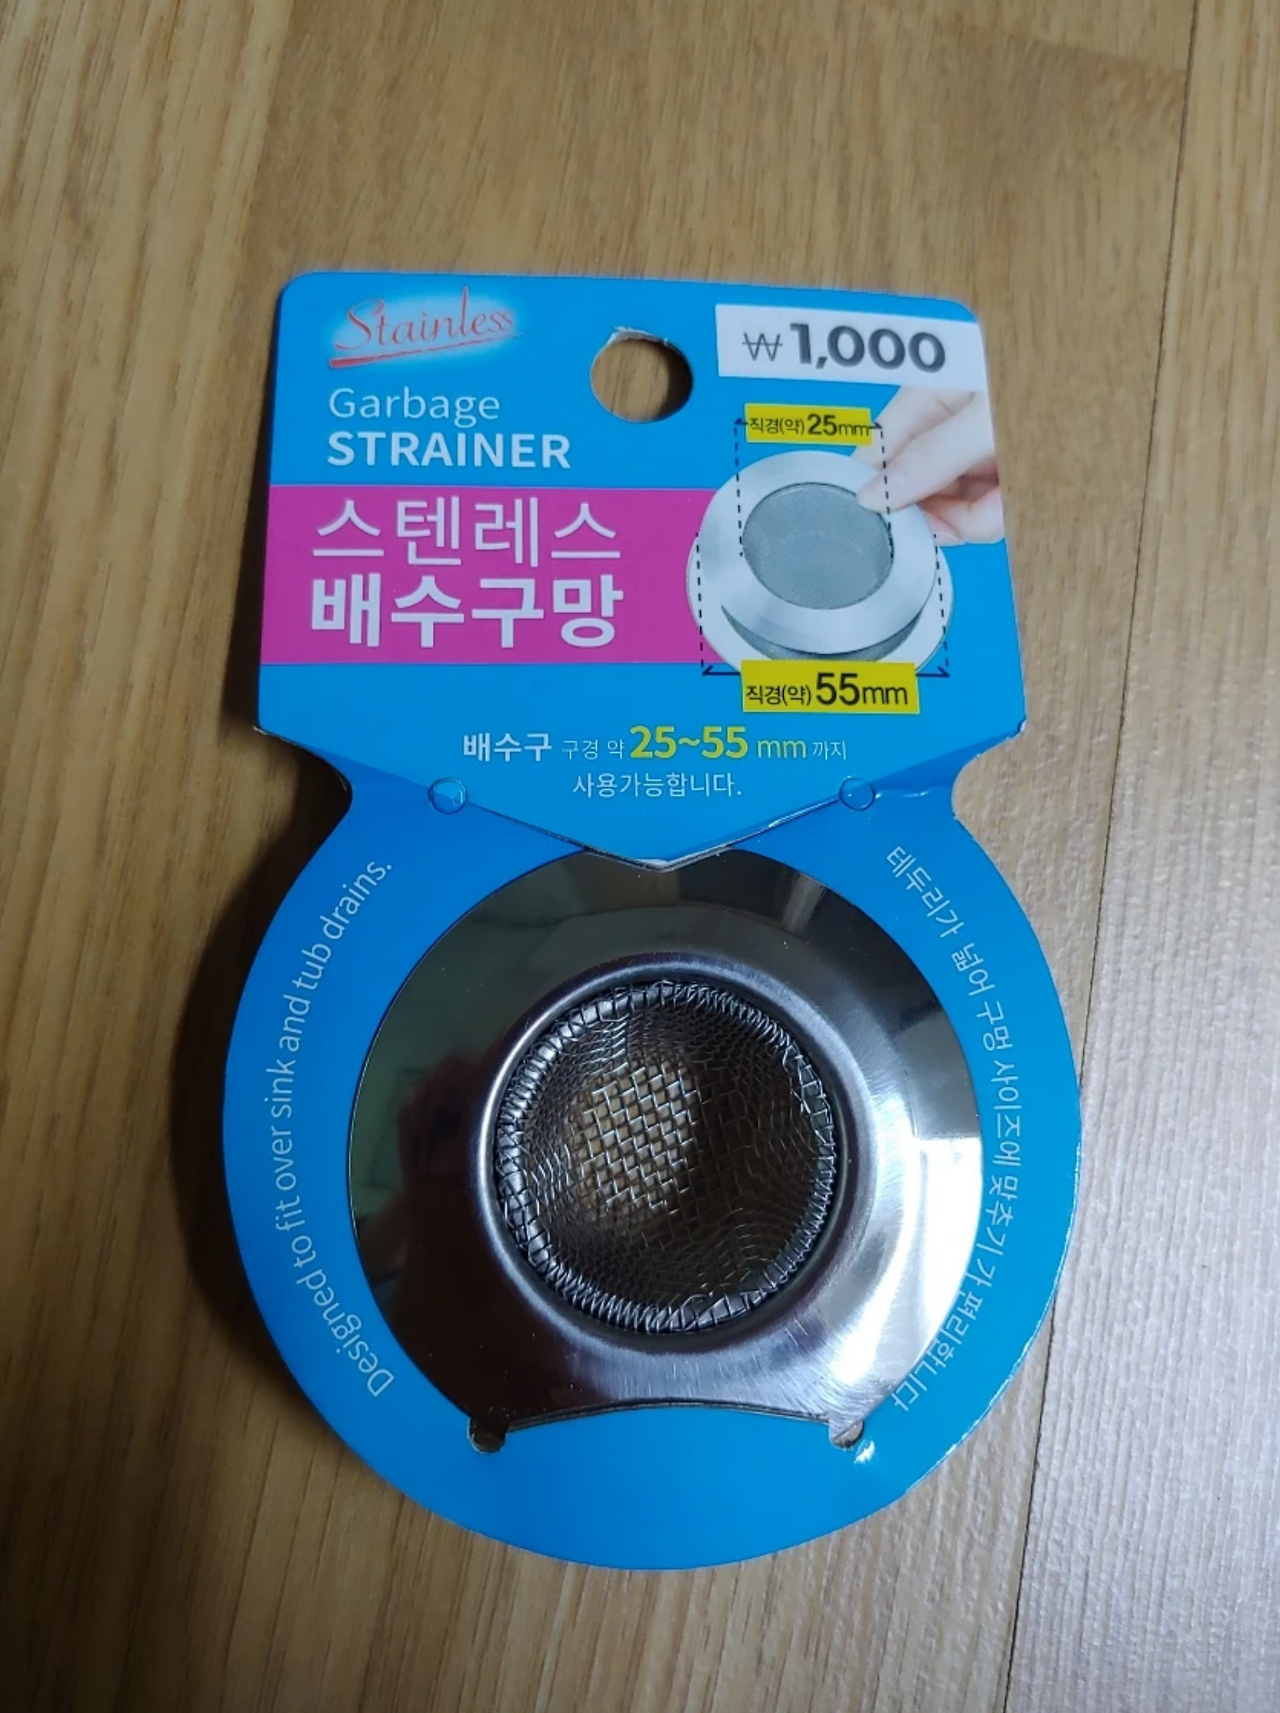 Stainless
₩1,000
Garbage
STRAINER
직경(약)25mm
스텐레스
배수구망
직경(약)55mm
배수구 구경 약 25~55 mm 까지
사용가능합니다.
Designed to fit over sink and tub drains.
테두리가 넓어 구멍 사이즈에 맞추기가 편리합니다